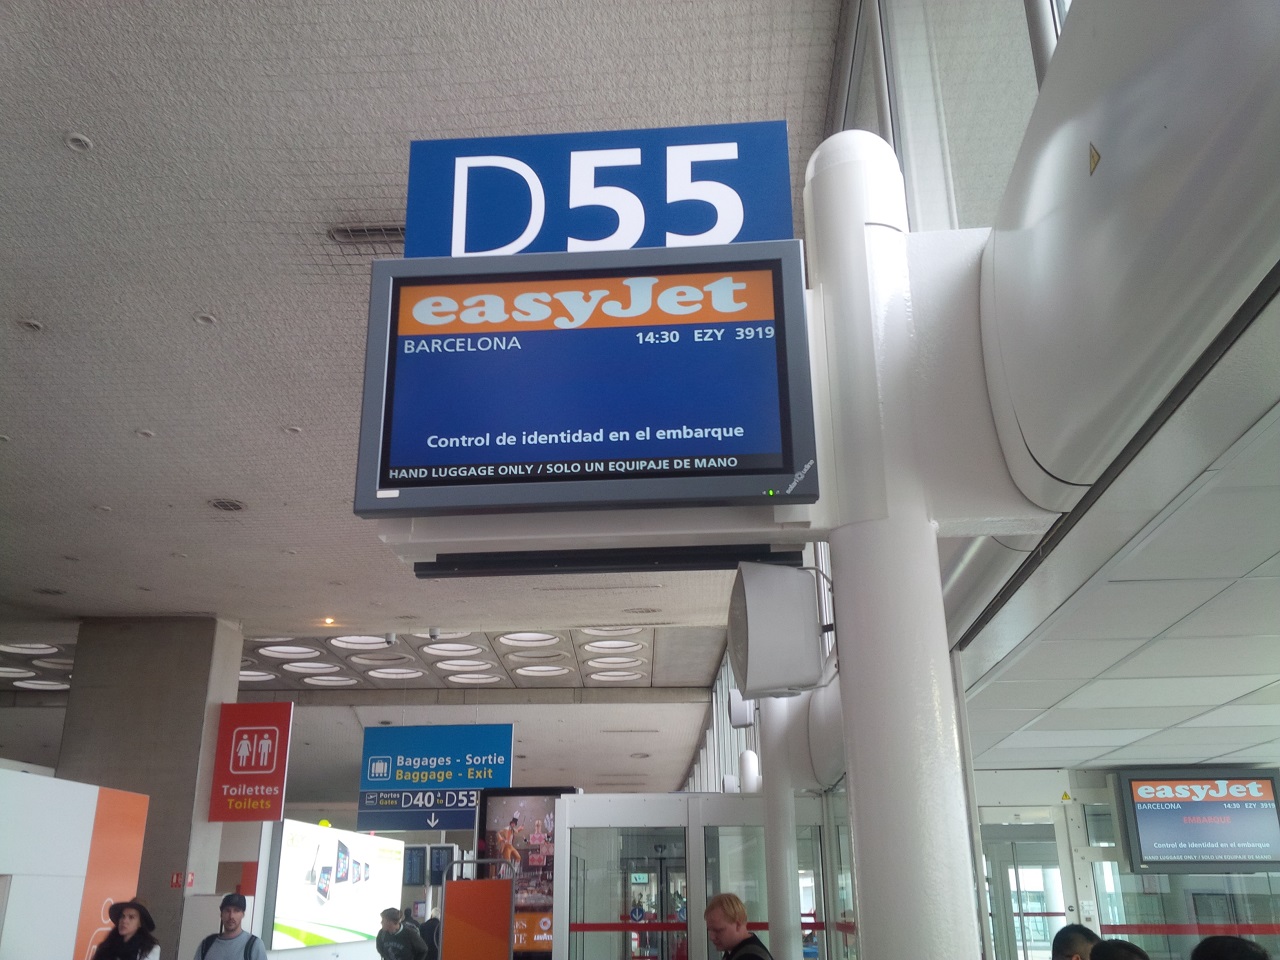 D55
easyJet
BARCELONA 14:30 EZY 3919
Control de identidad en el embarque
HAND LUGGAGE ONLY / SOLO UN EQUIPAJE DE MANO
Toilettes
Toilets
Bagages - Sortie
Baggage - Exit
Portes
Gates D40 à to D53
easyJet
BARCELONA 14:30 EZY 3919
EMBARQUE
Control de identidad en el embarque
HAND LUGGAGE ONLY / SOLO UN EQUIPAJE DE MANO
LAVAZZA